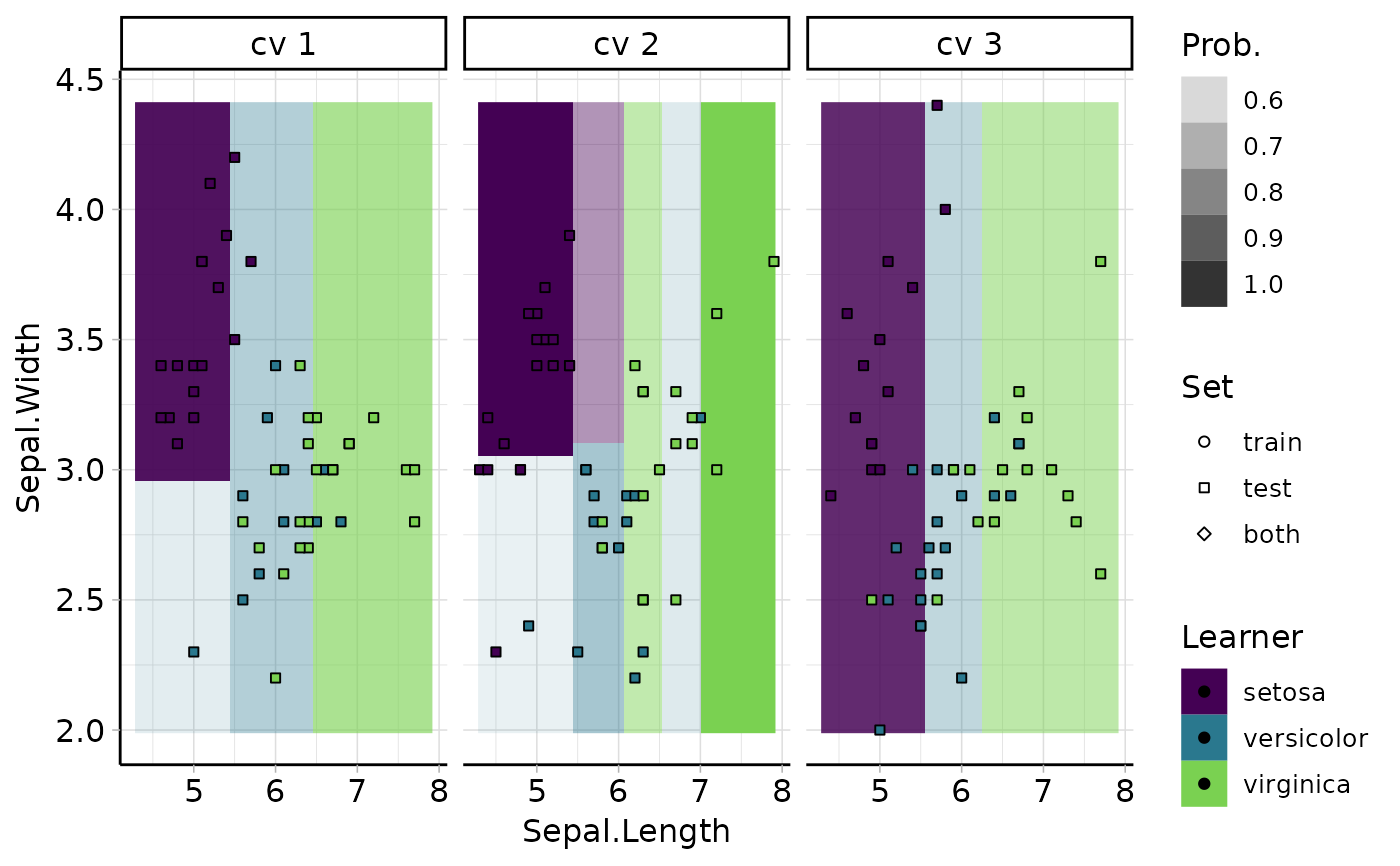 cv 1
cv 2
cv 3
4.5
4.0
3.5
3.0
2.5
2.0
Sepal.Width
5 6 7 8
5 6 7 8
5 6 7 8
Sepal.Length
Prob.
0.6
0.7
0.8
0.9
1.0
Set
train
test
both
Learner
setosa
versicolor
virginica